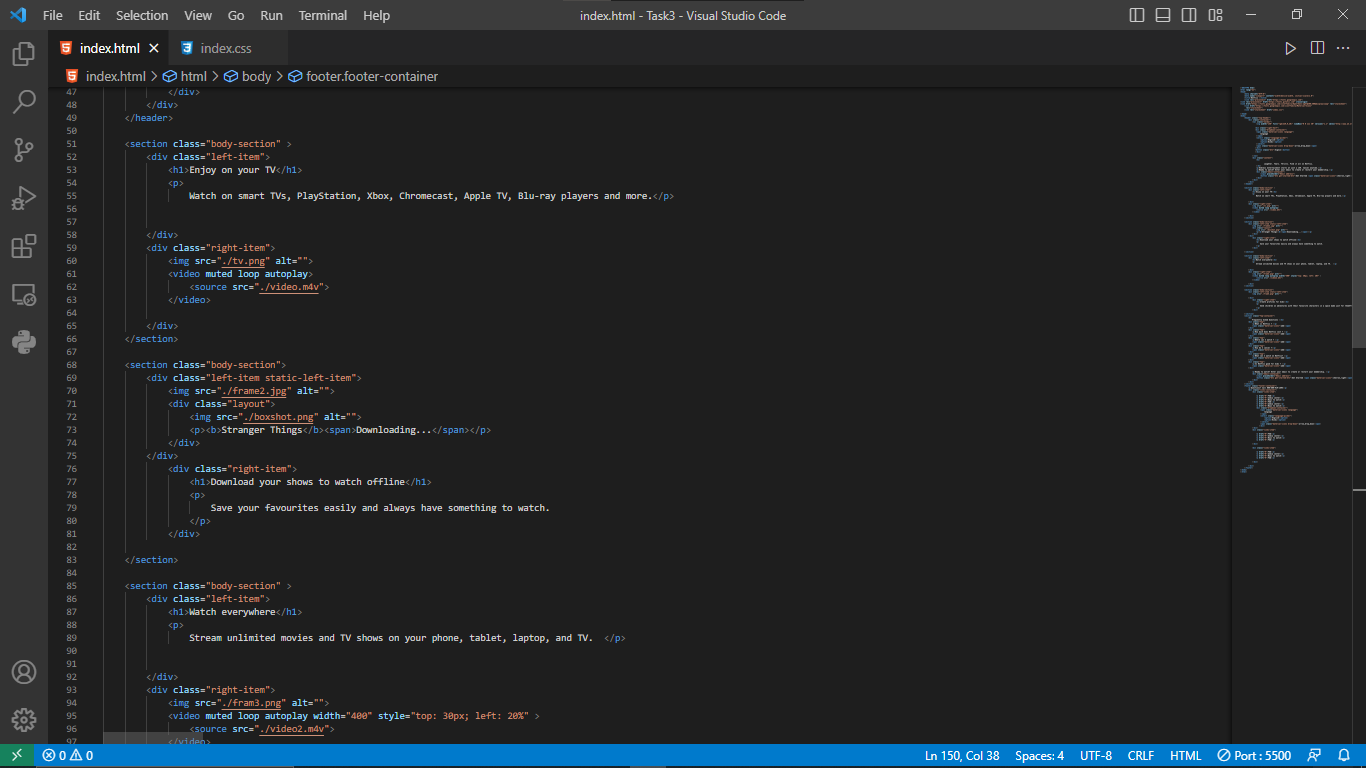 File Edit Selection View Go Run Terminal Help index.html - Task3 - Visual Studio Code
index.html index.css
index.html > html > body > footer.footer-container
47 </div>
48 </div>
49 </header>
50
51 <section class="body-section" >
52 <div class="left-item">
53 <h1>Enjoy on your TV</h1>
54 <p>
55 Watch on smart TVs, PlayStation, Xbox, Chromecast, Apple TV, Blu-ray players and more.</p>
56
57
58 </div>
59 <div class="right-item">
60 <img src="./tv.png" alt="">
61 <video muted loop autoplay>
62 <source src="./video.m4v">
63 </video>
64
65 </div>
66 </section>
67
68 <section class="body-section">
69 <div class="left-item static-left-item">
70 <img src="./frame2.jpg" alt="">
71 <div class="layout">
72 <img src="./boxshot.png" alt="">
73 <p><b>Stranger Things</b><span>Downloading...</span></p>
74 </div>
75 </div>
76 <div class="right-item">
77 <h1>Download your shows to watch offline</h1>
78 <p>
79 Save your favourites easily and always have something to watch.
80 </p>
81 </div>
82
83 </section>
84
85 <section class="body-section" >
86 <div class="left-item">
87 <h1>Watch everywhere</h1>
88 <p>
89 Stream unlimited movies and TV shows on your phone, tablet, laptop, and TV. </p>
90
91
92 </div>
93 <div class="right-item">
94 <img src="./fram3.png" alt="">
95 <video muted loop autoplay width="400" style="top: 30px; left: 20%" >
96 <source src="./video2.m4v">
97 </video>
0 0 Ln 150, Col 38 Spaces: 4 UTF-8 CRLF HTML Port : 5500